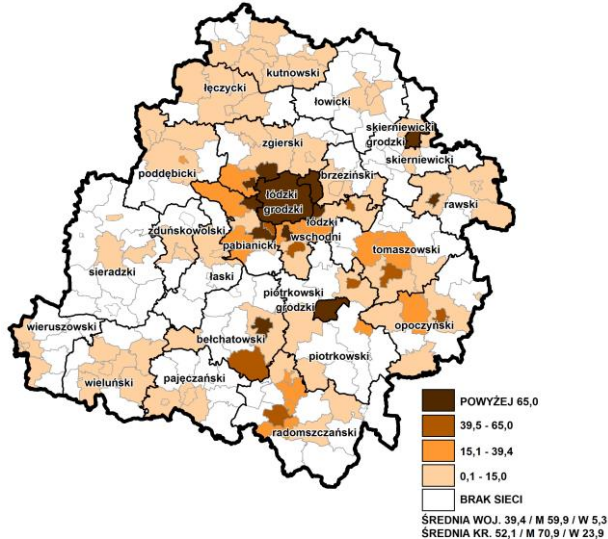 kutnowski
łęczycki
łowicki
skierniewicki
grodzki
skierniewicki
zgierski
brzeziński
poddębicki
rawski
łódzki
grodzki
łódzki
wschodni
zduńskowolski
pabianicki
tomaszowski
sieradzki
łaski
piotrkowski
grodzki
opoczyński
wieruszowski
bełchatowski
piotrkowski
wieluński
pajęczański
radomszczański
POWYŻEJ 65,0
39,5 - 65,0
15,1 - 39,4
0,1 - 15,0
BRAK SIECI
ŚREDNIA WOJ. 39,4 / M 59,9 / W 5,3
ŚREDNIA KR. 52,1 / M 70,9 / W 23,9